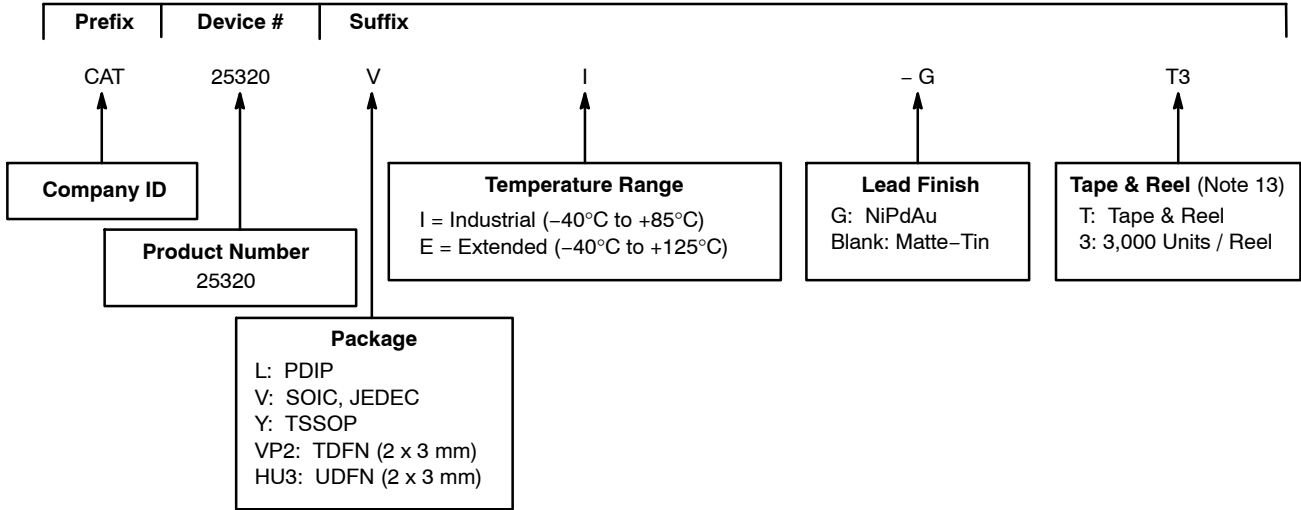 Prefix Device # Suffix
CAT 25320 V I – G T3
Company ID
Product Number
25320
Package
L: PDIP
V: SOIC, JEDEC
Y: TSSOP
VP2: TDFN (2 x 3 mm)
HU3: UDFN (2 x 3 mm)
Temperature Range
I = Industrial (−40°C to +85°C)
E = Extended (−40°C to +125°C)
Lead Finish
G: NiPdAu
Blank: Matte−Tin
Tape & Reel (Note 13)
T: Tape & Reel
3: 3,000 Units / Reel